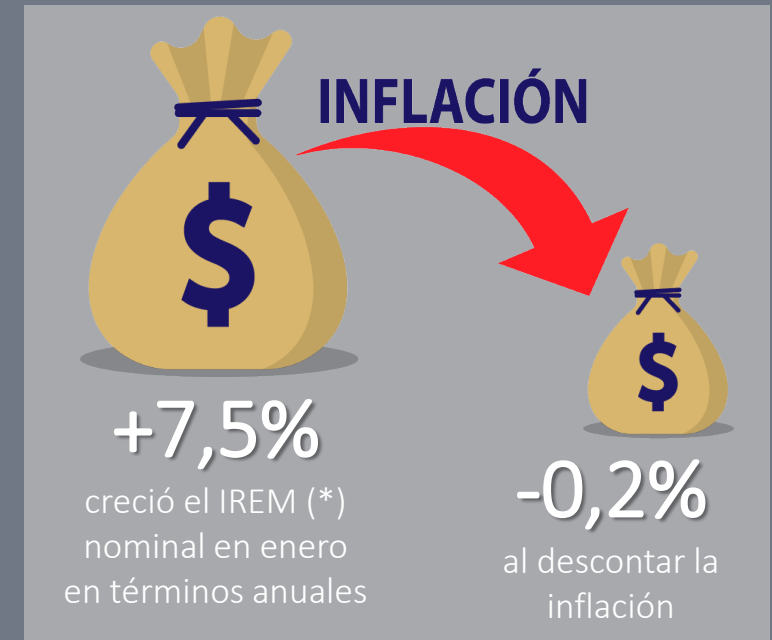 INFLACIÓN
$
$
+7,5%
creció el IREM (*)
nominal en enero
en términos anuales
-0,2%
al descontar la
inflación